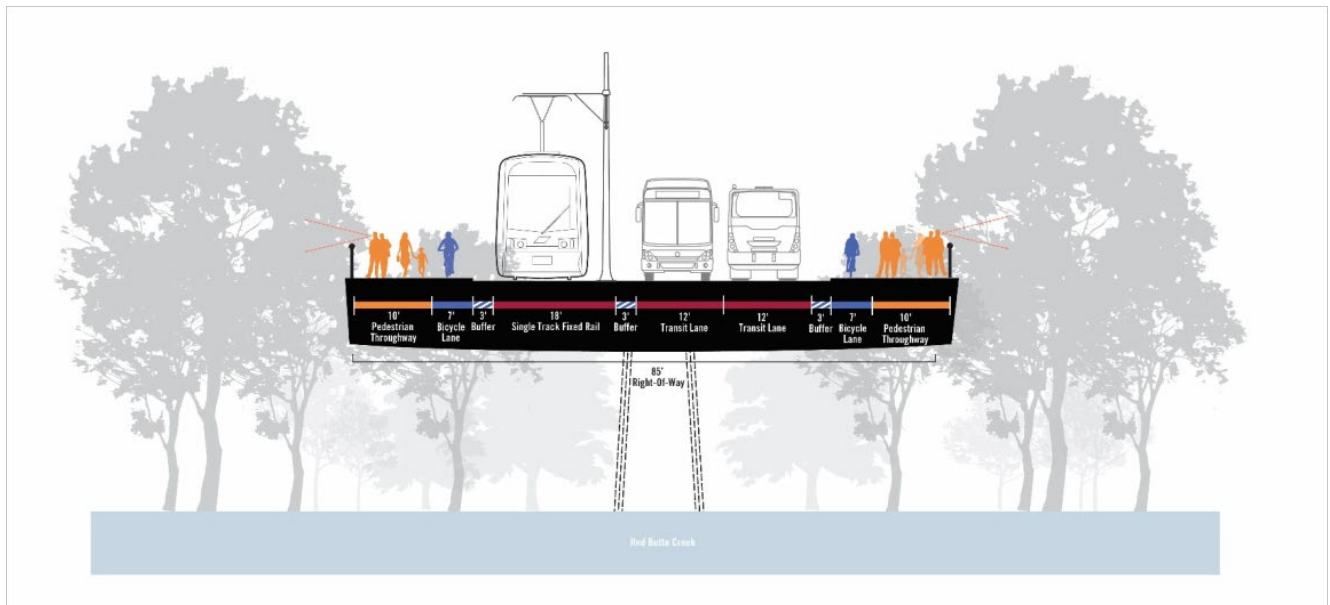 10'
Pedestrian
Throughway
7'
Bicycle
Lane
3'
Buffer
18'
Single Track Fixed Rail
3'
Buffer
12'
Transit Lane
12'
Transit Lane
3'
Buffer
7'
Bicycle
Lane
10'
Pedestrian
Throughway
85'
Right-Of-Way
Red Butte Creek